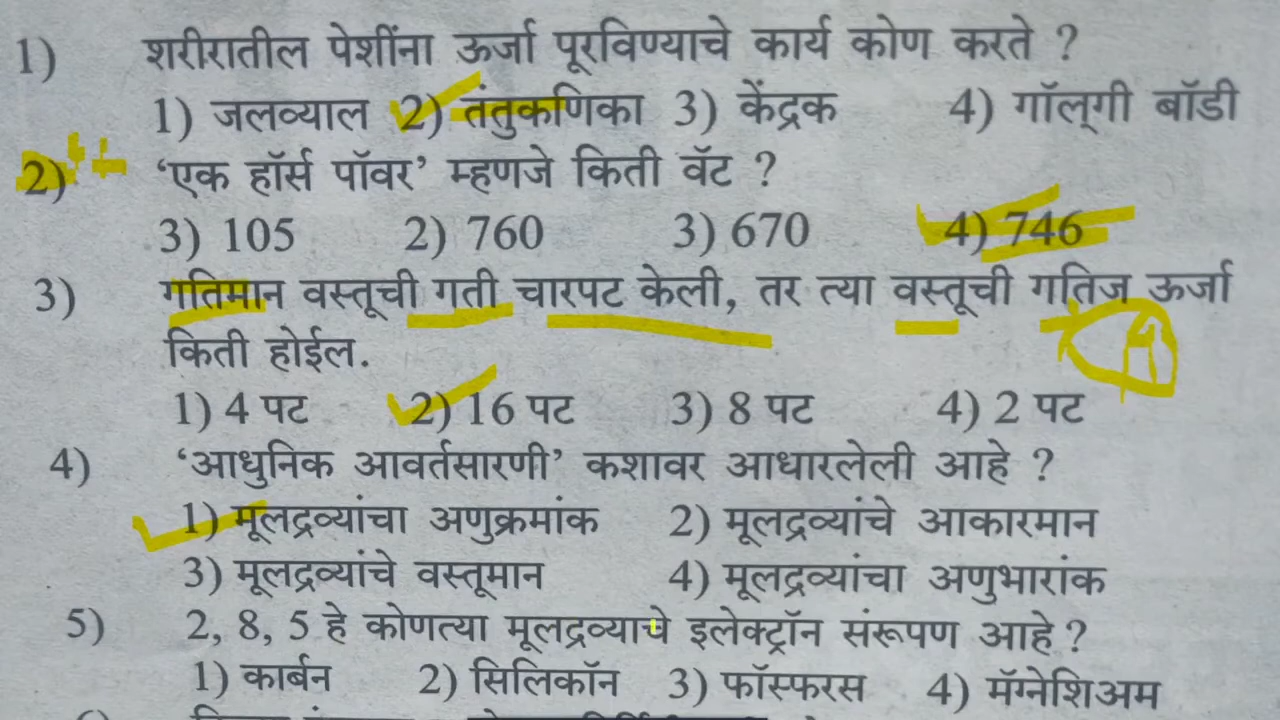 1) शरीरातील पेशींना ऊर्जा पूरविण्याचे कार्य कोण करते ?
1) जलव्याल 2) तंतुकणिका 3) केंद्रक 4) गॉल्गी बॉडी
2) ‘एक हॉर्स पॉवर’ म्हणजे किती वॅट ?
3) 105 2) 760 3) 670 4) 746
3) गतिमान वस्तूची गती चारपट केली, तर त्या वस्तूची गतिज ऊर्जा
किती होईल.
1) 4 पट 2) 16 पट 3) 8 पट 4) 2 पट
4) ‘आधुनिक आवर्तसारणी’ कशावर आधारलेली आहे ?
1) मूलद्रव्यांचा अणुक्रमांक 2) मूलद्रव्यांचे आकारमान
3) मूलद्रव्यांचे वस्तूमान 4) मूलद्रव्यांचा अणुभारांक
5) 2, 8, 5 हे कोणत्या मूलद्रव्याचे इलेक्ट्रॉन संरूपण आहे ?
1) कार्बन 2) सिलिकॉन 3) फॉस्फरस 4) मॅग्नेशिअम